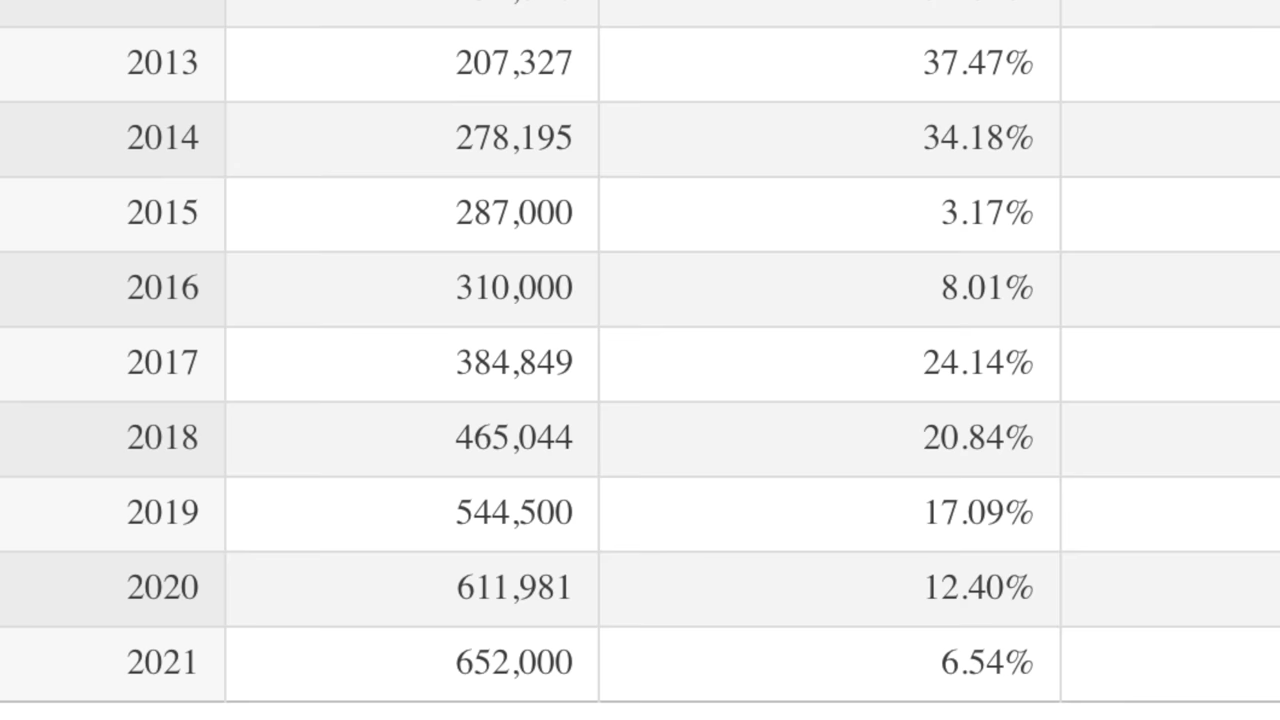 2013 207,327 37.47%
2014 278,195 34.18%
2015 287,000 3.17%
2016 310,000 8.01%
2017 384,849 24.14%
2018 465,044 20.84%
2019 544,500 17.09%
2020 611,981 12.40%
2021 652,000 6.54%